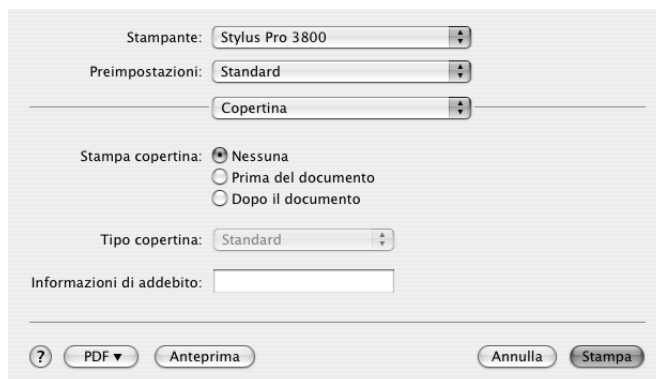 Stampante: Stylus Pro 3800
Preimpostazioni: Standard
Copertina
Stampa copertina: Nessuna
Prima del documento
Dopo il documento
Tipo copertina: Standard
Informazioni di addebito:
? PDF ▼ Anteprima Annulla Stampa